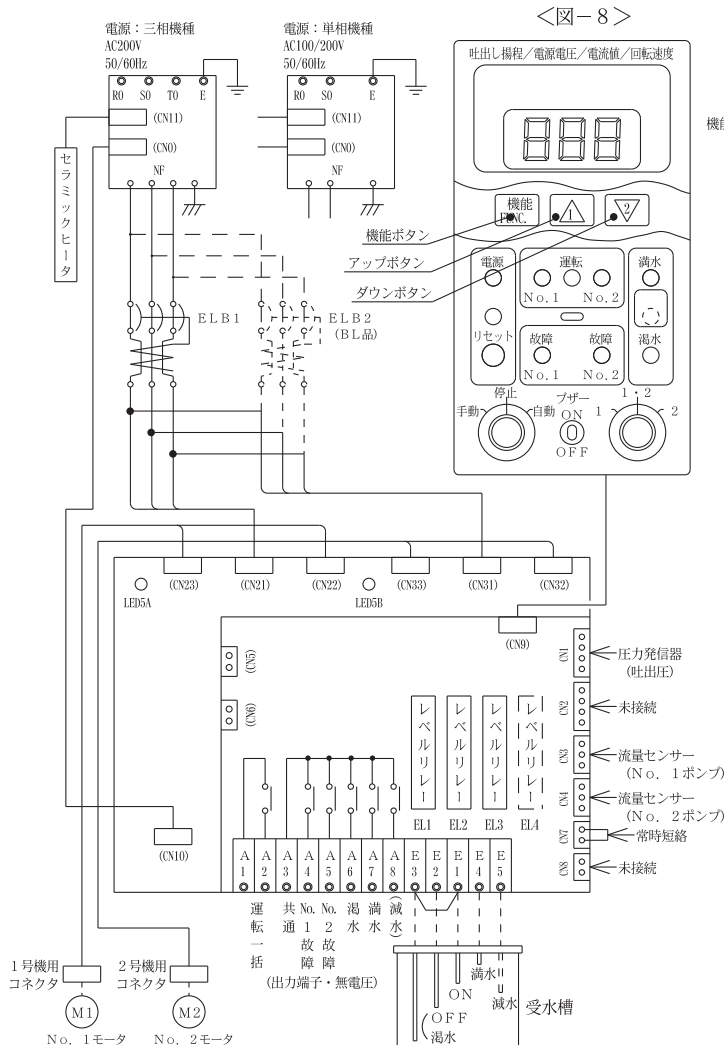 <図－8>
電源：三相機種
AC200V
50/60Hz
電源：単相機種
AC100/200V
50/60Hz
R0 S0 T0 E
R0 S0 E
(CN11)
(CN0)
NF
(CN11)
(CN0)
NF
セラミックヒータ
吐出し揚程／電源電圧／電流値／回転速度
888
機能
FUNC.
1
2
機能ボタン
アップボタン
ダウンボタン
電源
運転
満水
No.1 No.2
リセット
故障 故障
渇水
No.1 No.2
停止
手動 自動
ブザー
ON
OFF
1・2
1 2
ELB1
ELB2
(BL品)
(CN23) (CN21) (CN22) (CN33) (CN31) (CN32)
LED5A
LED5B
(CN9)
(CN5)
(CN6)
(CN10)
CN1
圧力発信器
(吐出圧)
CN2
未接続
CN3
流量センサー
(No．1ポンプ)
CN4
流量センサー
(No．2ポンプ)
CN7
常時短絡
CN8
未接続
レベルリレー
レベルリレー
レベルリレー
レベルリレー
EL1 EL2 EL3 EL4
A1 A2 A3 A4 A5 A6 A7 A8 E3 E2 E1 E4 E5
運転一括
共通
No.1故障
No.2故障
渇水
満水
(減水)
(出力端子・無電圧)
満水
ON
減水
OFF
渇水
受水槽
1号機用
コネクタ
2号機用
コネクタ
M1
M2
No．1モータ
No．2モータ